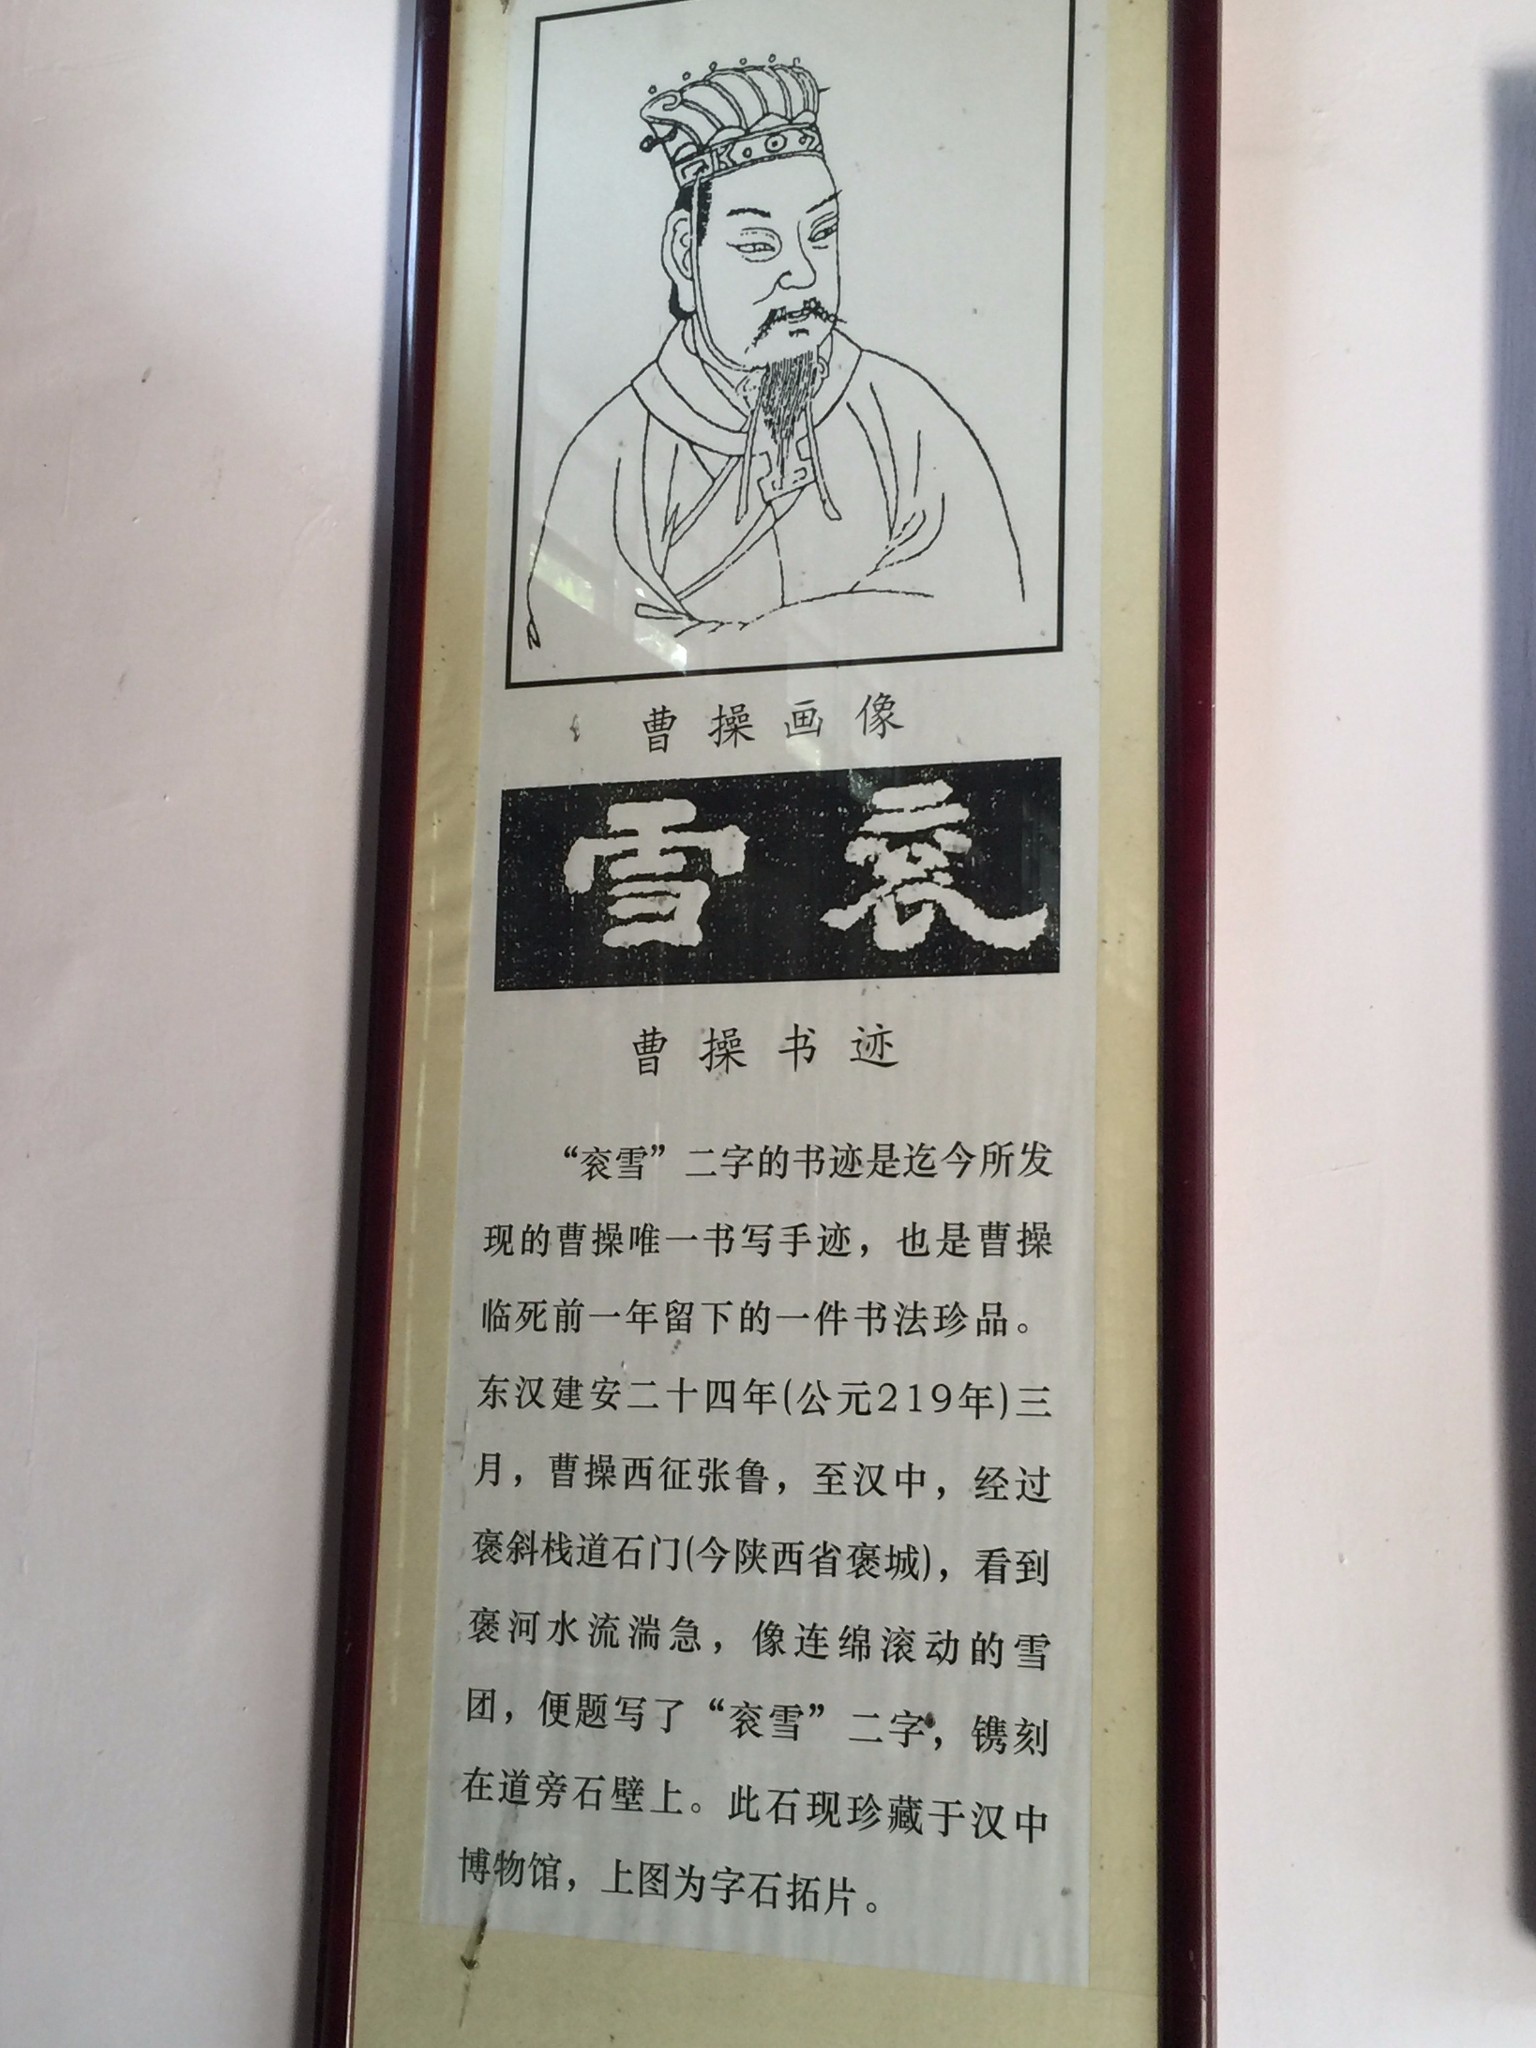 曹操画像
雪衮
曹操书迹
“衮雪”二字的书迹是迄今所发
现的曹操唯一书写手迹，也是曹操
临死前一年留下的一件书法珍品。
东汉建安二十四年(公元219年)三
月，曹操西征张鲁，至汉中，经过
褒斜栈道石门(今陕西省褒城)，看到
褒河水流湍急，像连绵滚动的雪
团，便题写了“衮雪”二字，镌刻
在道旁石壁上。此石现珍藏于汉中
博物馆，上图为字石拓片。